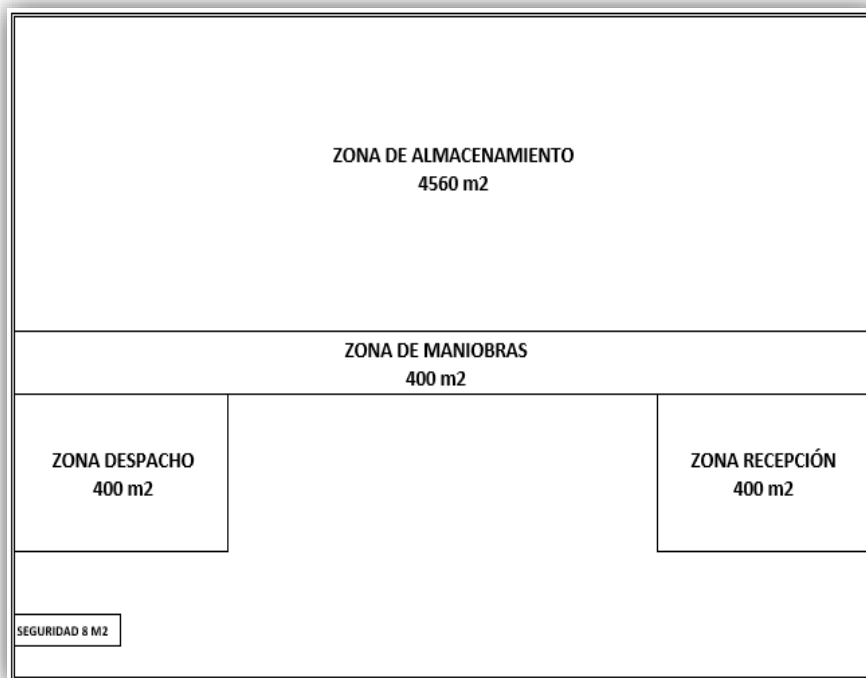 ZONA DE ALMACENAMIENTO
4560 m2
ZONA DE MANIOBRAS
400 m2
ZONA DESPACHO
400 m2
ZONA RECEPCIÓN
400 m2
SEGURIDAD 8 M2